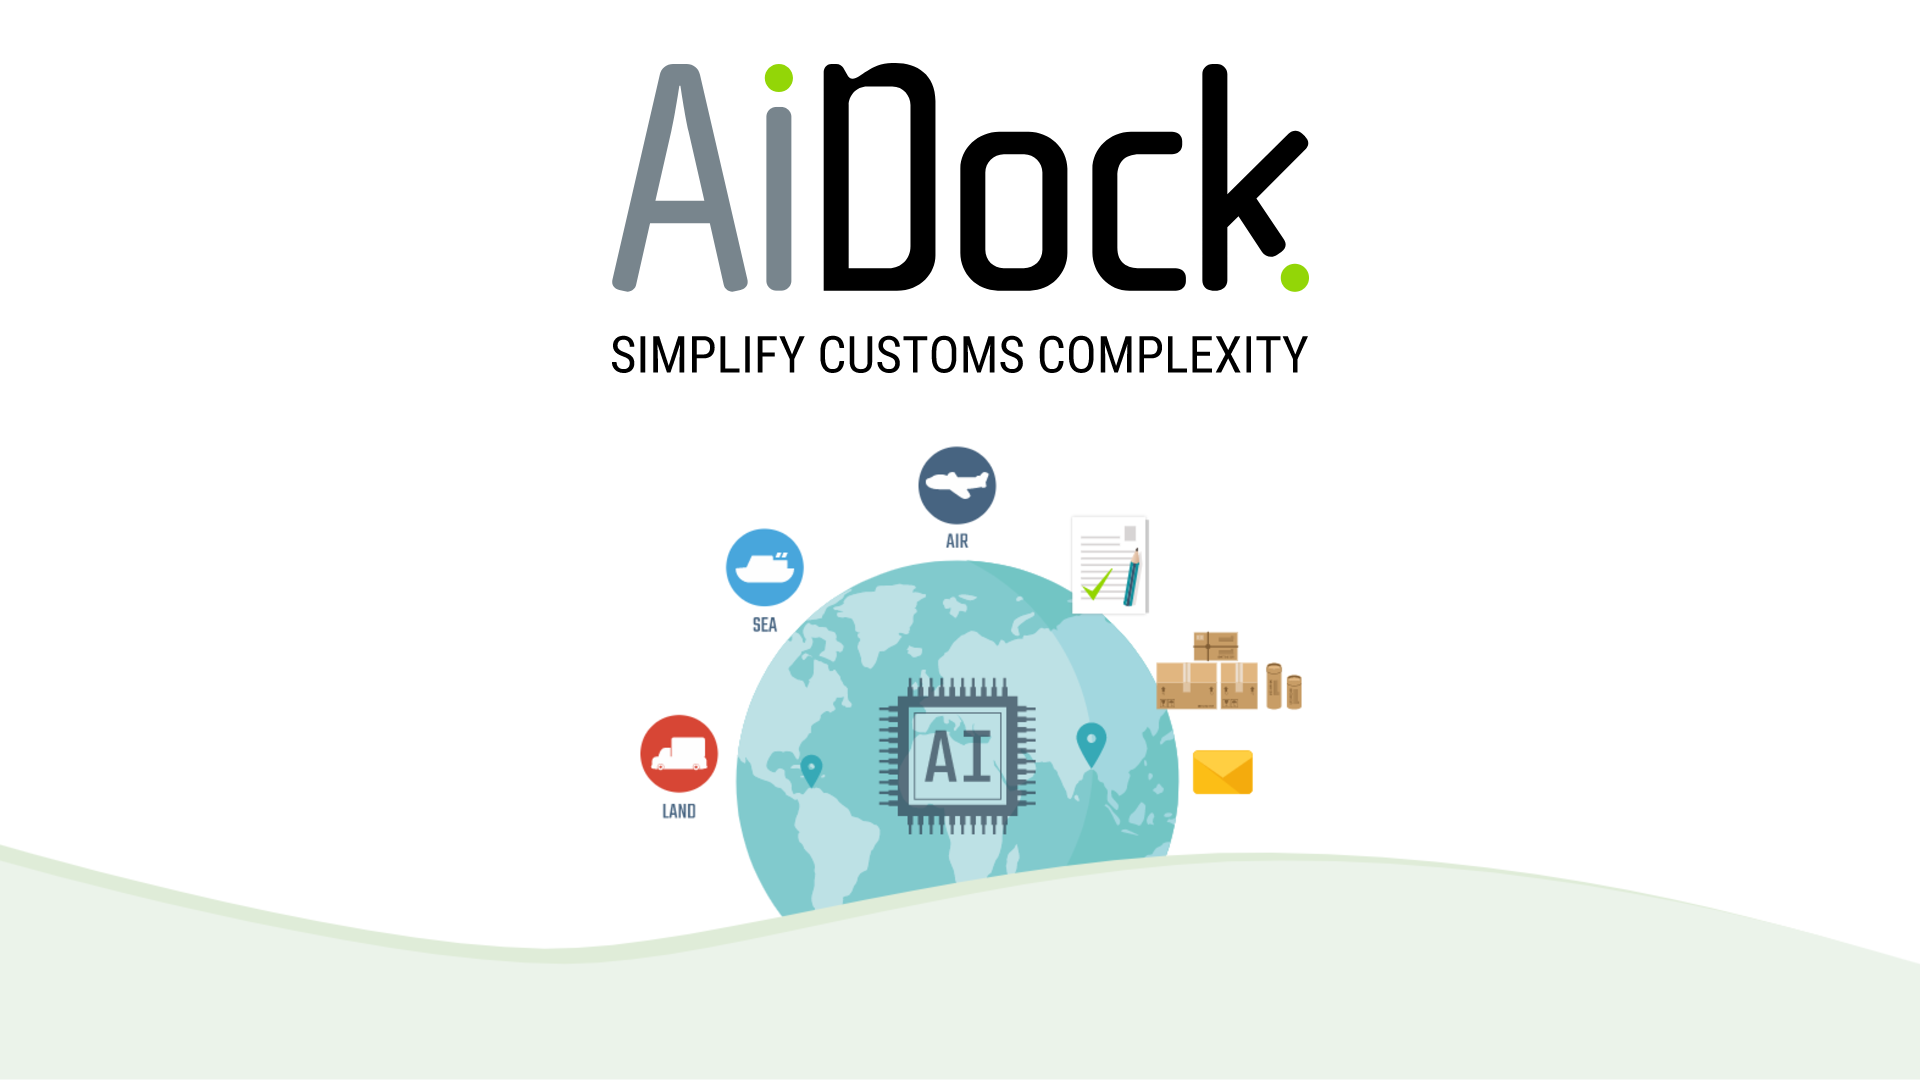 AiDock
SIMPLIFY CUSTOMS COMPLEXITY
AIR
SEA
AI
LAND